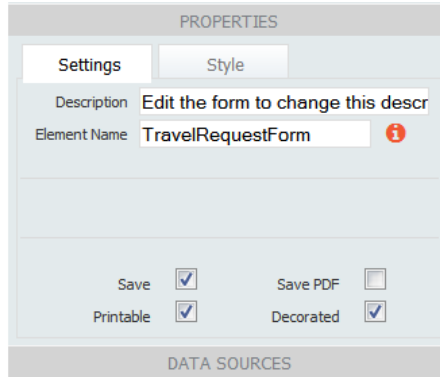 PROPERTIES
Settings Style
Description Edit the form to change this descr
Element Name TravelRequestForm
Save Save PDF
Printable Decorated
DATA SOURCES